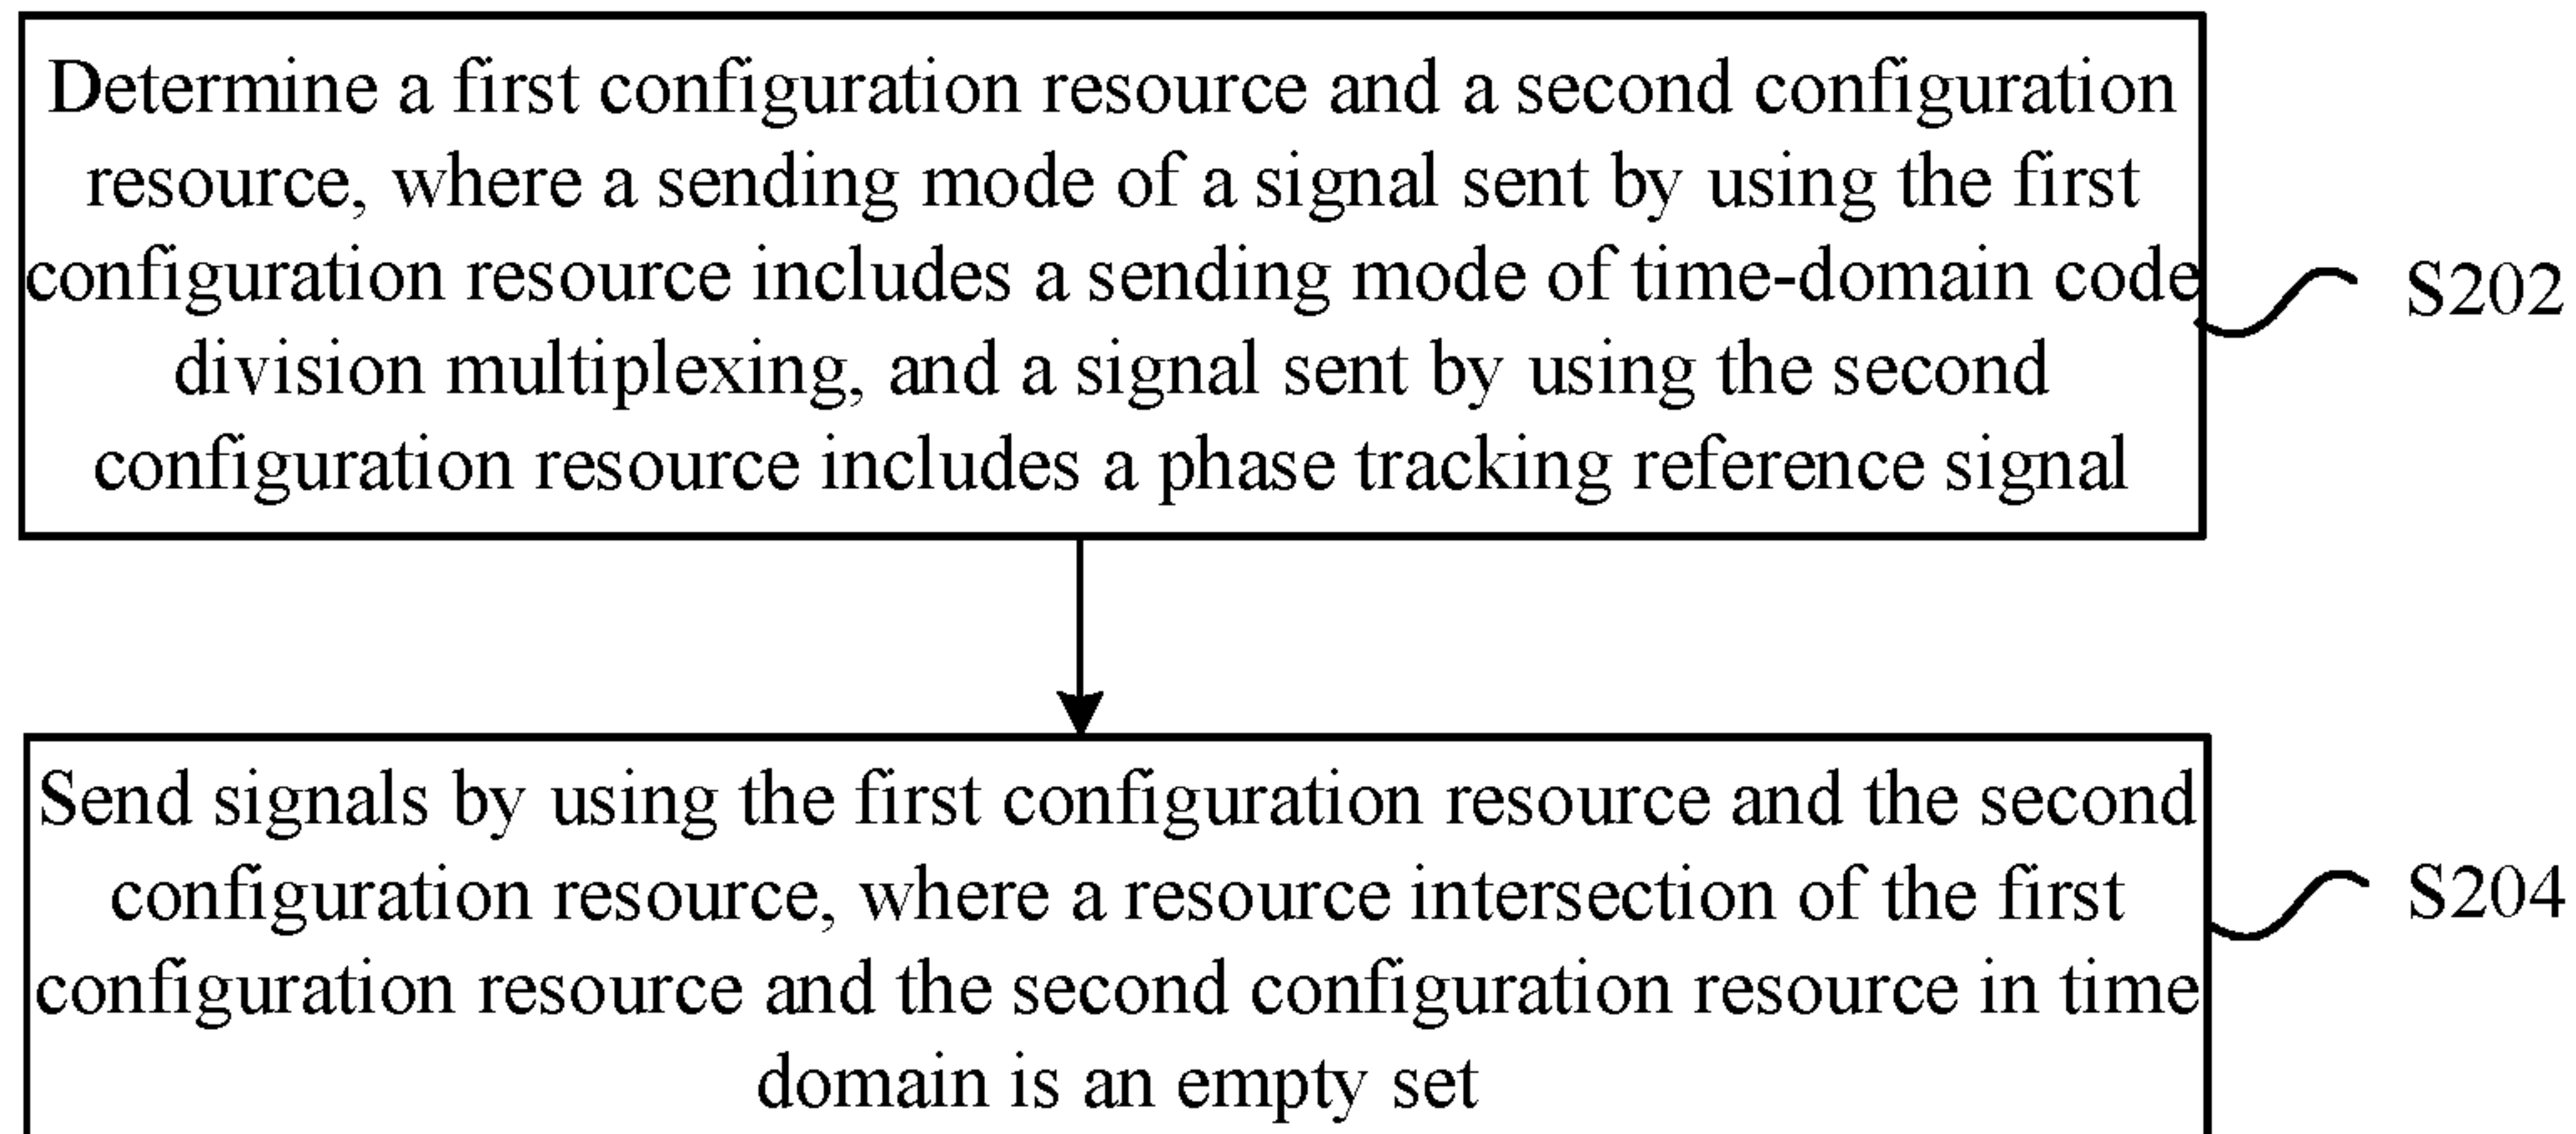 Determine a first configuration resource and a second configuration
resource, where a sending mode of a signal sent by using the first
configuration resource includes a sending mode of time-domain code
division multiplexing, and a signal sent by using the second
configuration resource includes a phase tracking reference signal
S202
Send signals by using the first configuration resource and the second
configuration resource, where a resource intersection of the first
configuration resource and the second configuration resource in time
domain is an empty set
S204